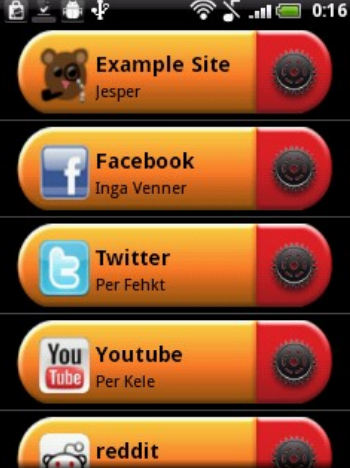 0:16
Example Site
Jesper
Facebook
f
Inga Venner
Twitter
t
Per Fehkt
You
Tube
Youtube
Per Kele
reddit